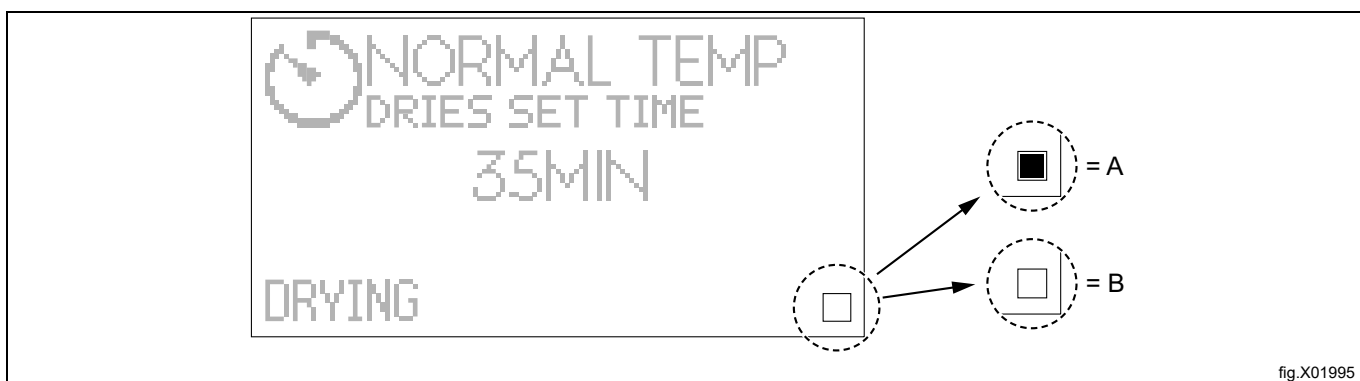 NORMAL TEMP
DRIES SET TIME
35MIN
= A
= B
DRYING
fig.X01995